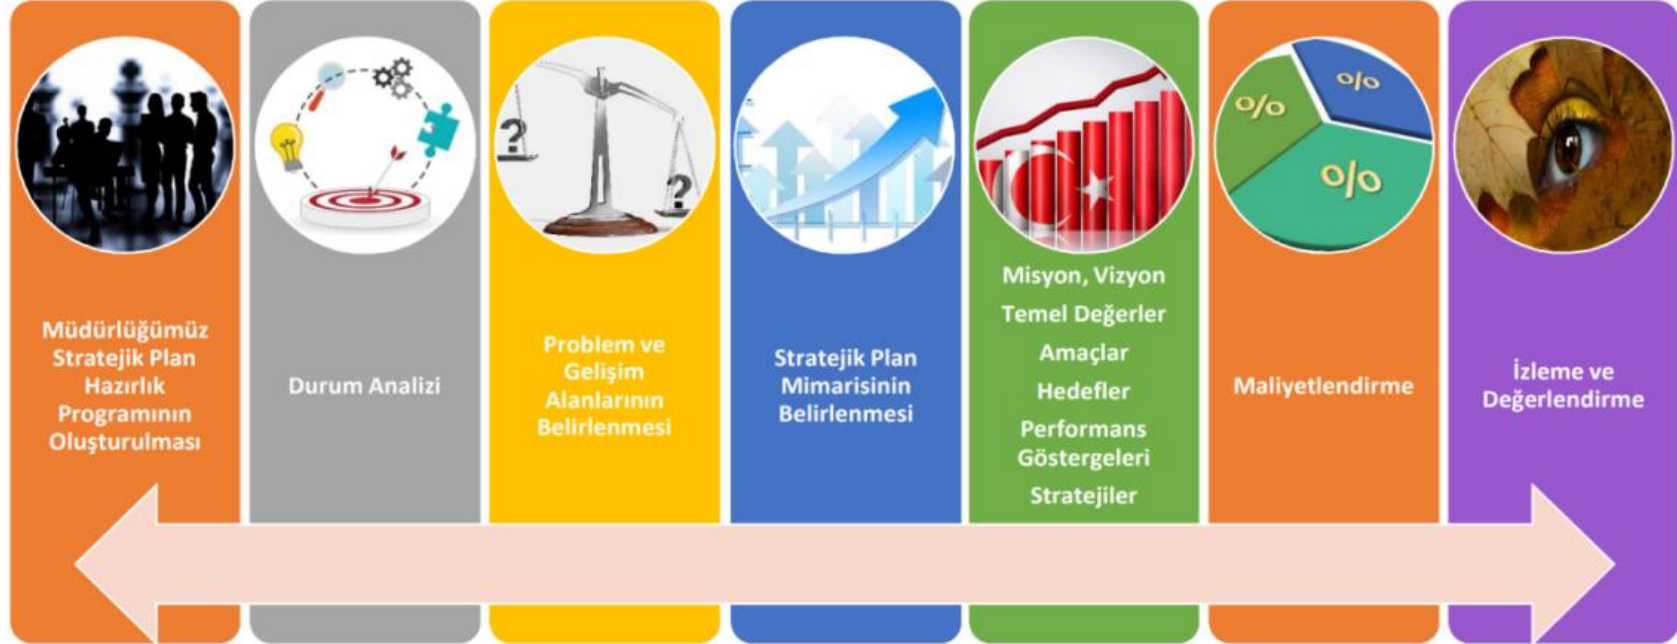 Müdürlüğümüz
Stratejik Plan
Hazırlık
Programının
Oluşturulması
Durum Analizi
Problem ve
Gelişim
Alanlarının
Belirlenmesi
Stratejik Plan
Mimarisinin
Belirlenmesi
Misyon, Vizyon
Temel Değerler
Amaçlar
Hedefler
Performans
Göstergeleri
Stratejiler
Maliyetlendirme
İzleme ve
Değerlendirme
?
?
%
%
%